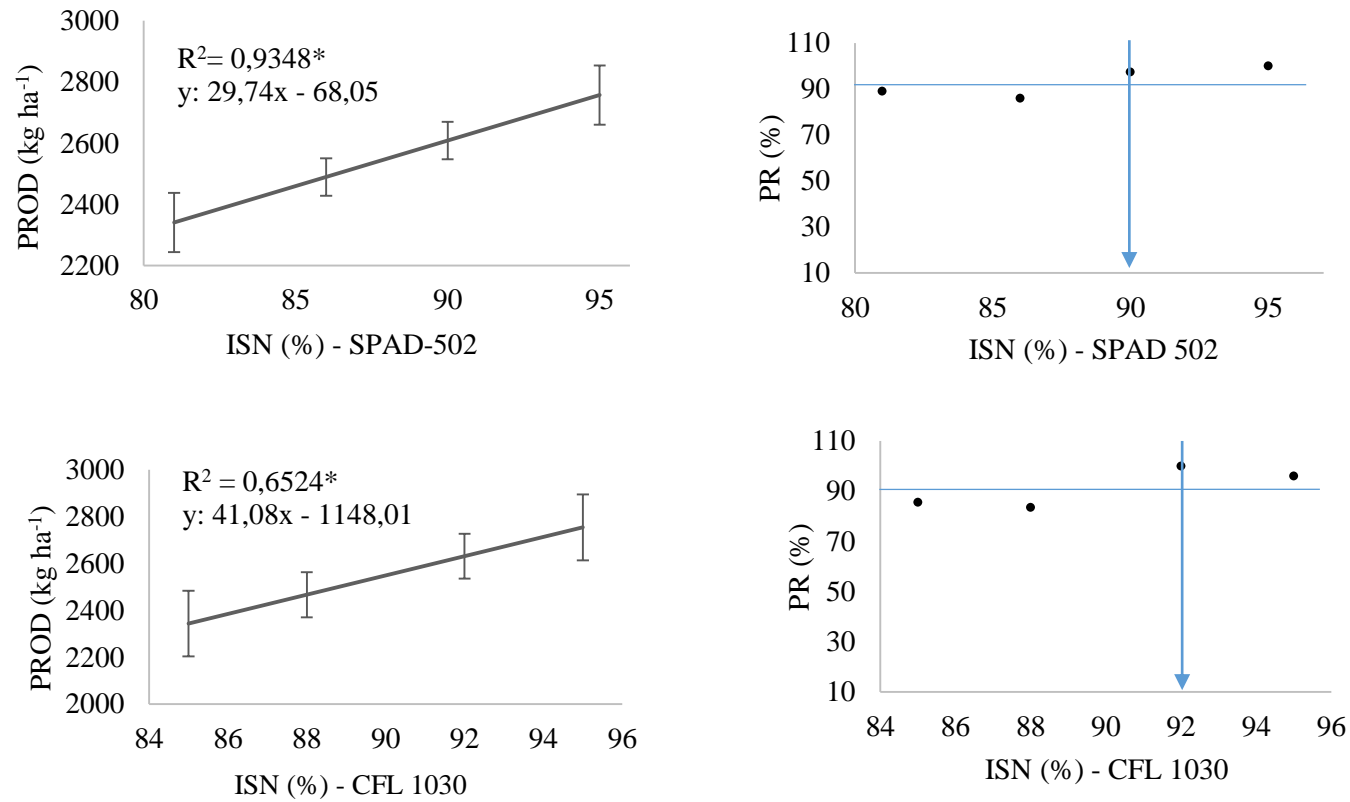 3000
2800
2600
2400
2200
PROD (kg ha-1)
R2= 0,9348*
y: 29,74x - 68,05
80 85 90 95
ISN (%) - SPAD-502
110
90
70
50
30
10
PR (%)
80 85 90 95
ISN (%) - SPAD 502
3000
2800
2600
2400
2200
2000
PROD (kg ha-1)
R2 = 0,6524*
y: 41,08x - 1148,01
84 86 88 90 92 94 96
ISN (%) - CFL 1030
110
90
70
50
30
10
PR (%)
84 86 88 90 92 94 96
ISN (%) - CFL 1030